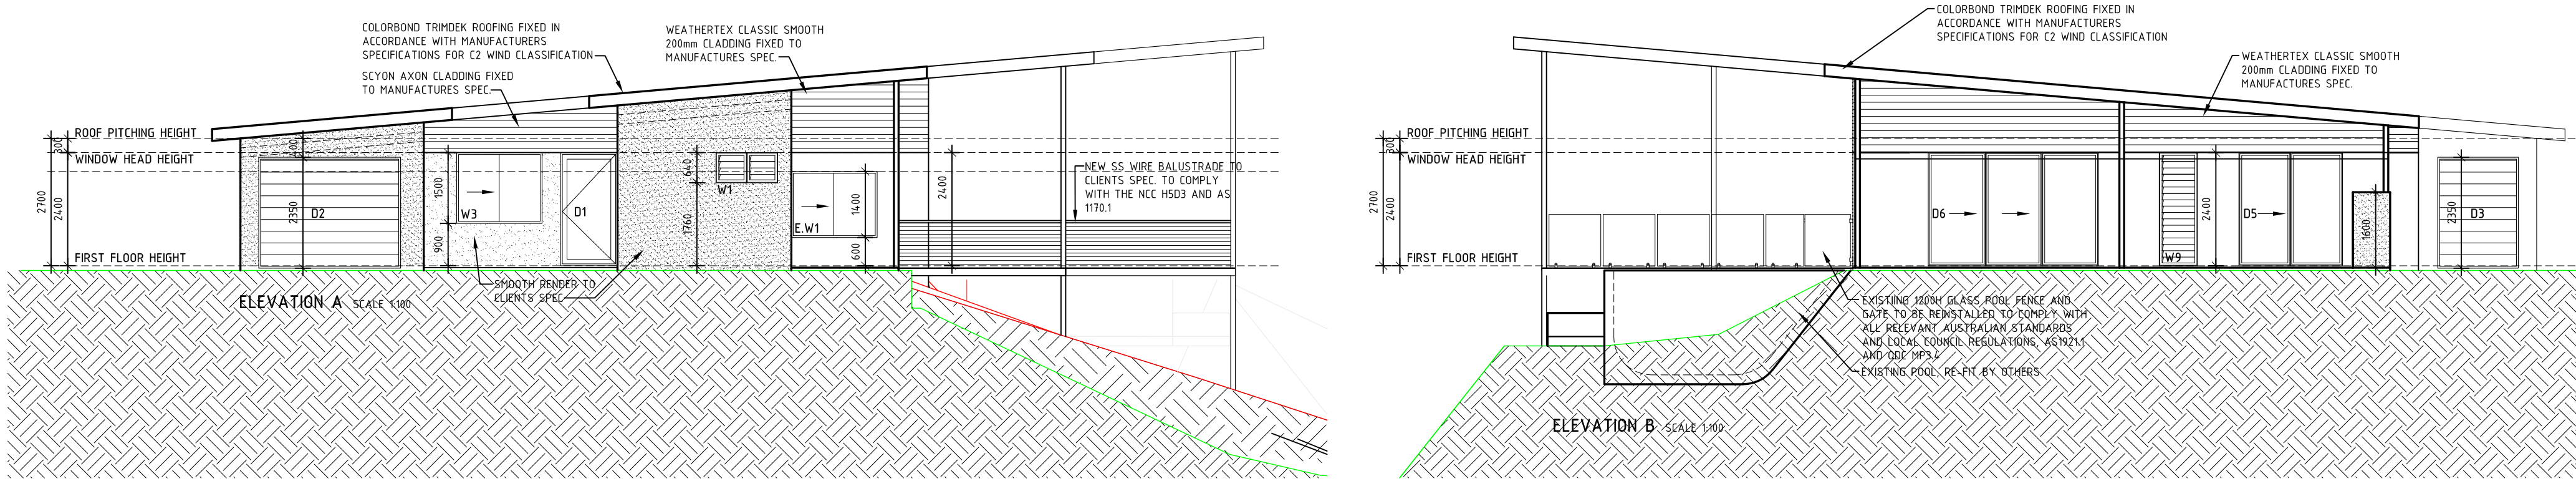 COLORBOND TRIMDEK ROOFING FIXED IN
ACCORDANCE WITH MANUFACTURERS
SPECIFICATIONS FOR C2 WIND CLASSIFICATION
SCYON AXON CLADDING FIXED
TO MANUFACTURES SPEC.
WEATHERTEX CLASSIC SMOOTH
200mm CLADDING FIXED TO
MANUFACTURES SPEC.
ROOF PITCHING HEIGHT
WINDOW HEAD HEIGHT
FIRST FLOOR HEIGHT
2700
2400
300
400
2350
D2
1500
900
W3
D1
640
1760
W1
1400
600
E.W1
2400
NEW SS WIRE BALUSTRADE TO
CLIENTS SPEC. TO COMPLY
WITH THE NCC H5D3 AND AS
1170.1
SMOOTH RENDER TO
CLIENTS SPEC
ELEVATION A SCALE 1:100
COLORBOND TRIMDEK ROOFING FIXED IN
ACCORDANCE WITH MANUFACTURERS
SPECIFICATIONS FOR C2 WIND CLASSIFICATION
WEATHERTEX CLASSIC SMOOTH
200mm CLADDING FIXED TO
MANUFACTURES SPEC.
ROOF PITCHING HEIGHT
WINDOW HEAD HEIGHT
FIRST FLOOR HEIGHT
2700
2400
300
D6
W9
2400
D5
1600
2350
D3
EXISTIING 1200H GLASS POOL FENCE AND
GATE TO BE REINSTALLED TO COMPLY WITH
ALL RELEVANT AUSTRALIAN STANDARDS
AND LOCAL COUNCIL REGULATIONS, AS1921.1
AND QDC MP3.4
EXISTING POOL, RE-FIT BY OTHERS
ELEVATION B SCALE 1:100